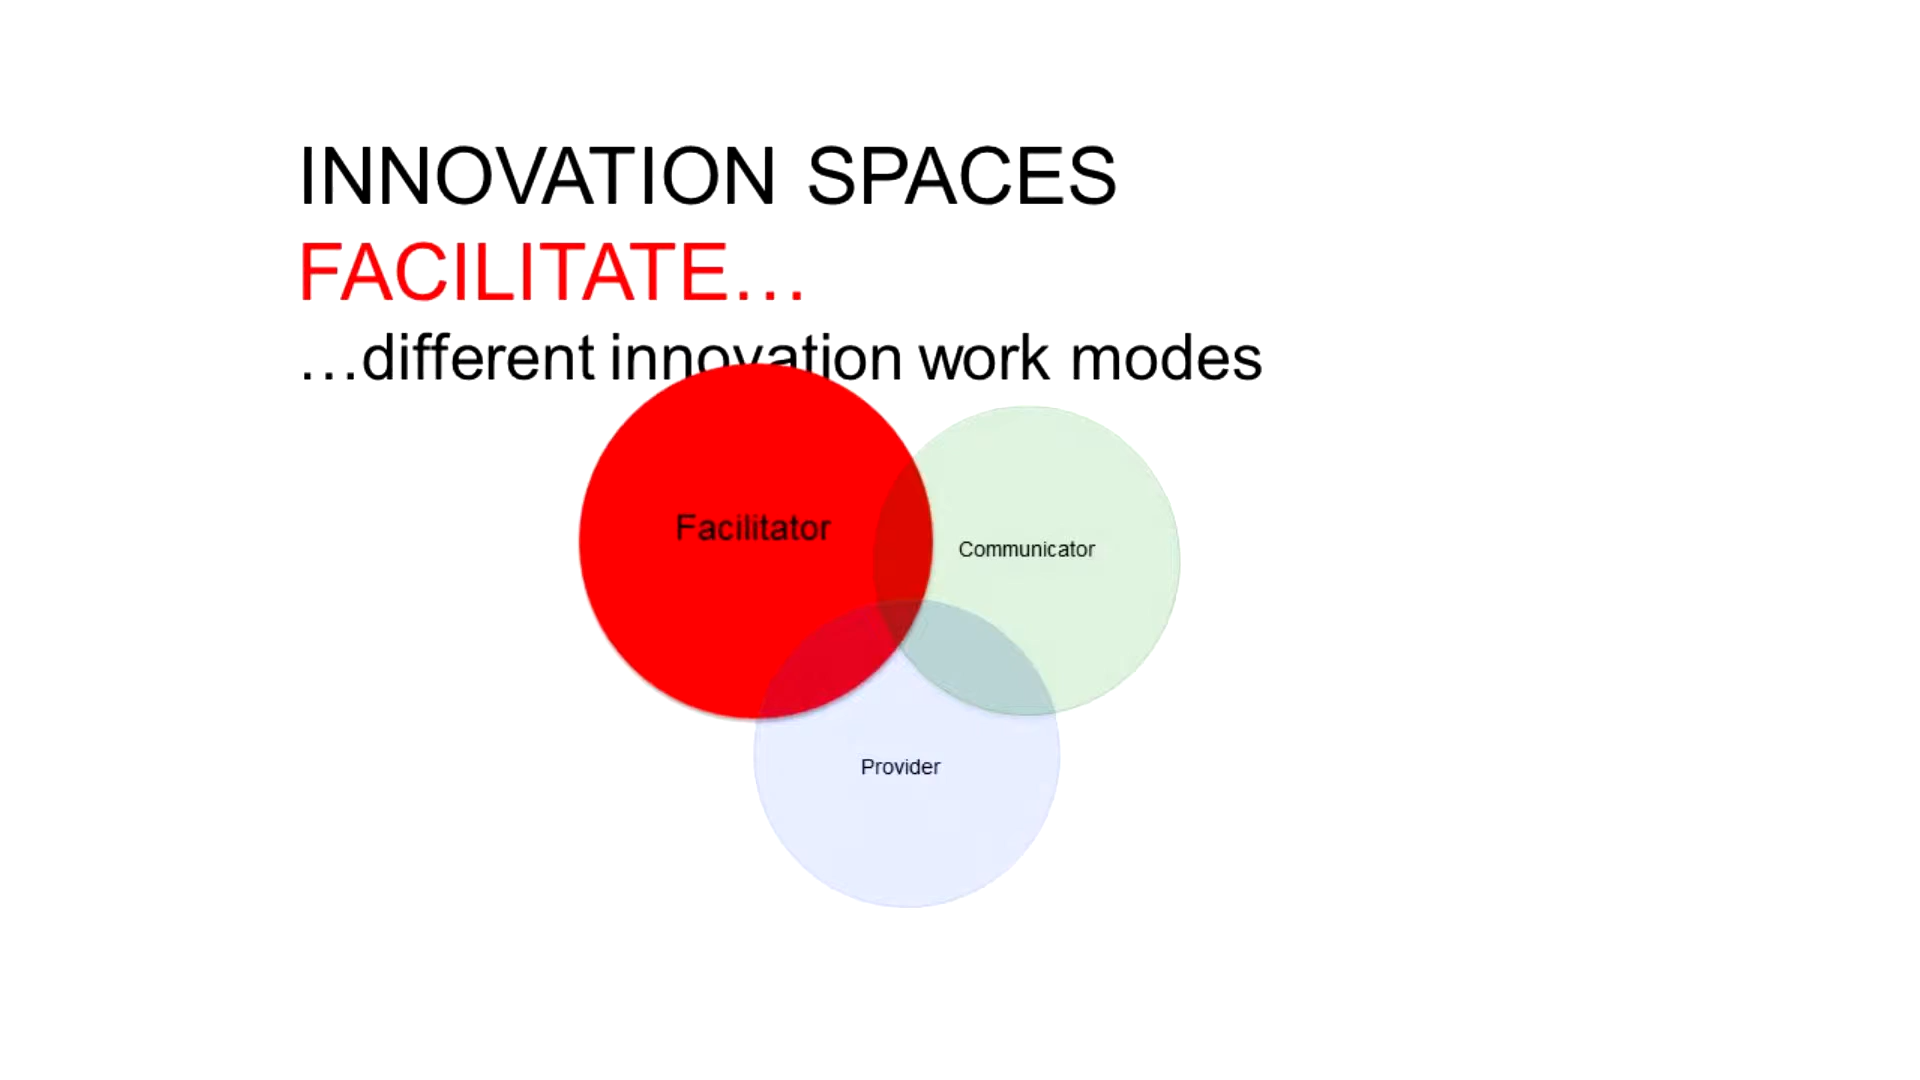 INNOVATION SPACES
FACILITATE…
…different innovation work modes
Facilitator
Communicator
Provider